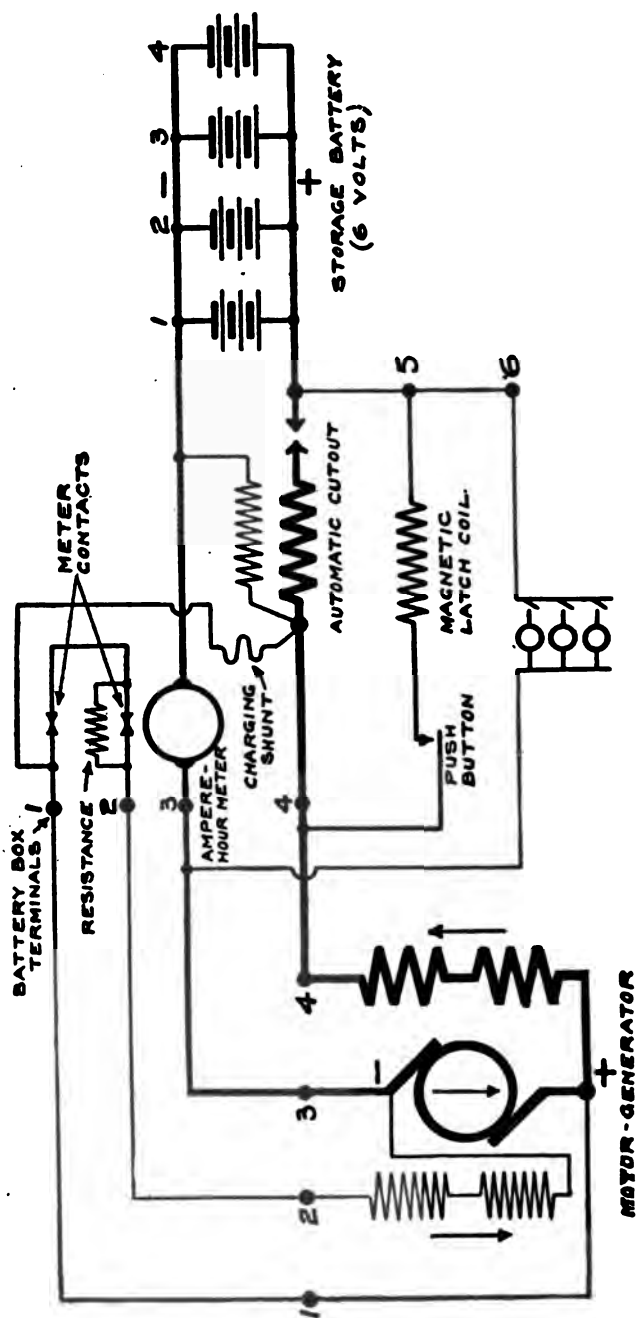 BATTERY BOX
TERMINALS
1
RESISTANCE
2
METER
CONTACTS
3
AMPERE-
HOUR METER
CHARGING
SHUNT
4
AUTOMATIC CUTOUT
1
2
−
3
4
+
STORAGE BATTERY
(6 VOLTS)
5
MAGNETIC
LATCH COIL.
PUSH
BUTTON
6
1
2
3
4
−
+
MOTOR-GENERATOR